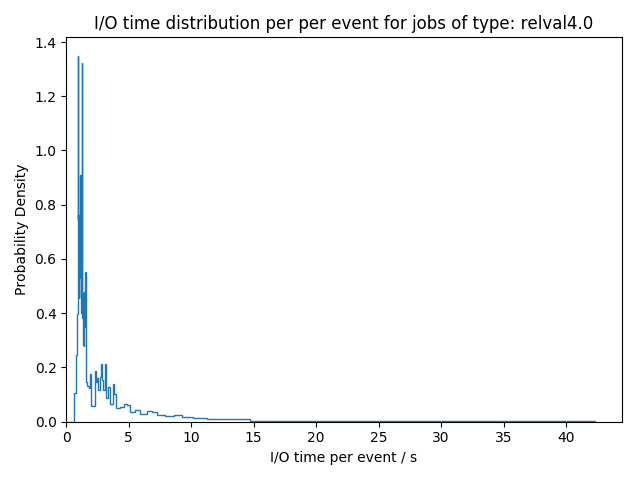 I/O time distribution per per event for jobs of type: relval4.0
Probability Density
1.4
1.2
1.0
0.8
0.6
0.4
0.2
0.0
0 5 10 15 20 25 30 35 40
I/O time per event / s